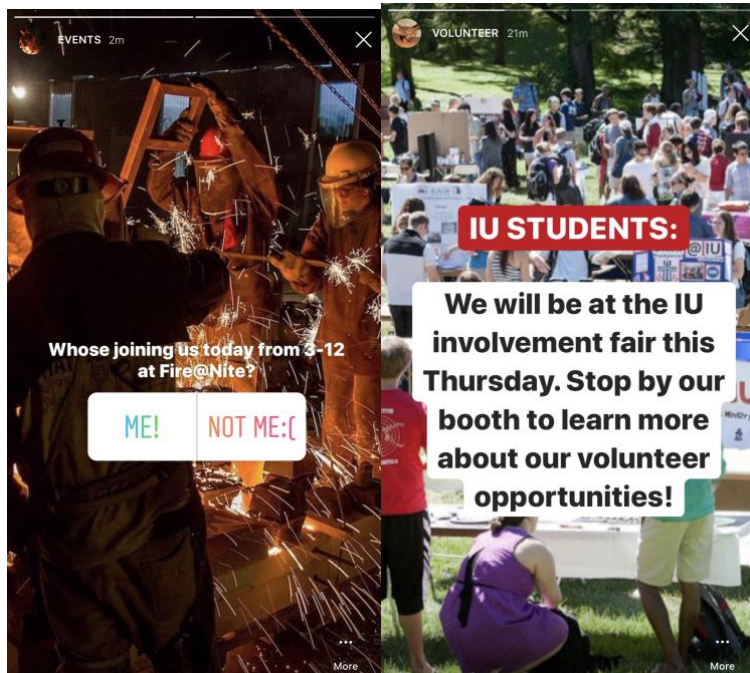 EVENTS 2m
Whose joining us today from 3-12
at Fire@Nite?
ME! NOT ME:(
More
VOLUNTEER 21m
@IU
IU STUDENTS:
We will be at the IU
involvement fair this
Thursday. Stop by our
booth to learn more
about our volunteer
opportunities!
More